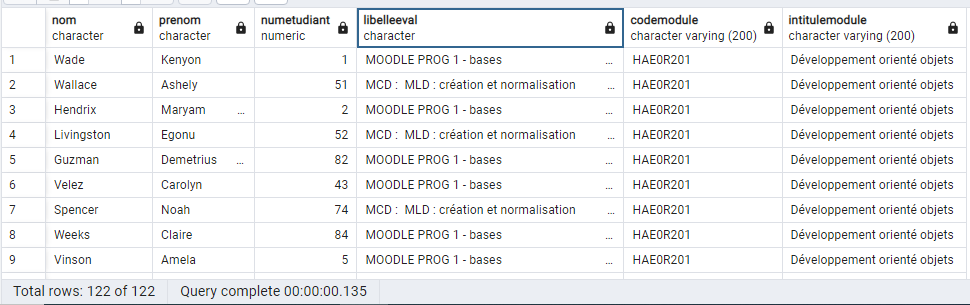 nom prenom numetudiant libelleeval codemodule intitulemodule
character character numeric character character varying (200) character varying (200)
1 Wade Kenyon 1 MOODLE PROG 1 - bases ... HAE0R201 Développement orienté objets
2 Wallace Ashely 51 MCD : MLD : création et normalisation ... HAE0R201 Développement orienté objets
3 Hendrix Maryam ... 2 MOODLE PROG 1 - bases ... HAE0R201 Développement orienté objets
4 Livingston Egonu 52 MCD : MLD : création et normalisation ... HAE0R201 Développement orienté objets
5 Guzman Demetrius ... 82 MOODLE PROG 1 - bases ... HAE0R201 Développement orienté objets
6 Velez Carolyn 43 MOODLE PROG 1 - bases ... HAE0R201 Développement orienté objets
7 Spencer Noah 74 MCD : MLD : création et normalisation ... HAE0R201 Développement orienté objets
8 Weeks Claire 84 MOODLE PROG 1 - bases ... HAE0R201 Développement orienté objets
9 Vinson Amela 5 MOODLE PROG 1 - bases ... HAE0R201 Développement orienté objets
Total rows: 122 of 122 Query complete 00:00:00.135